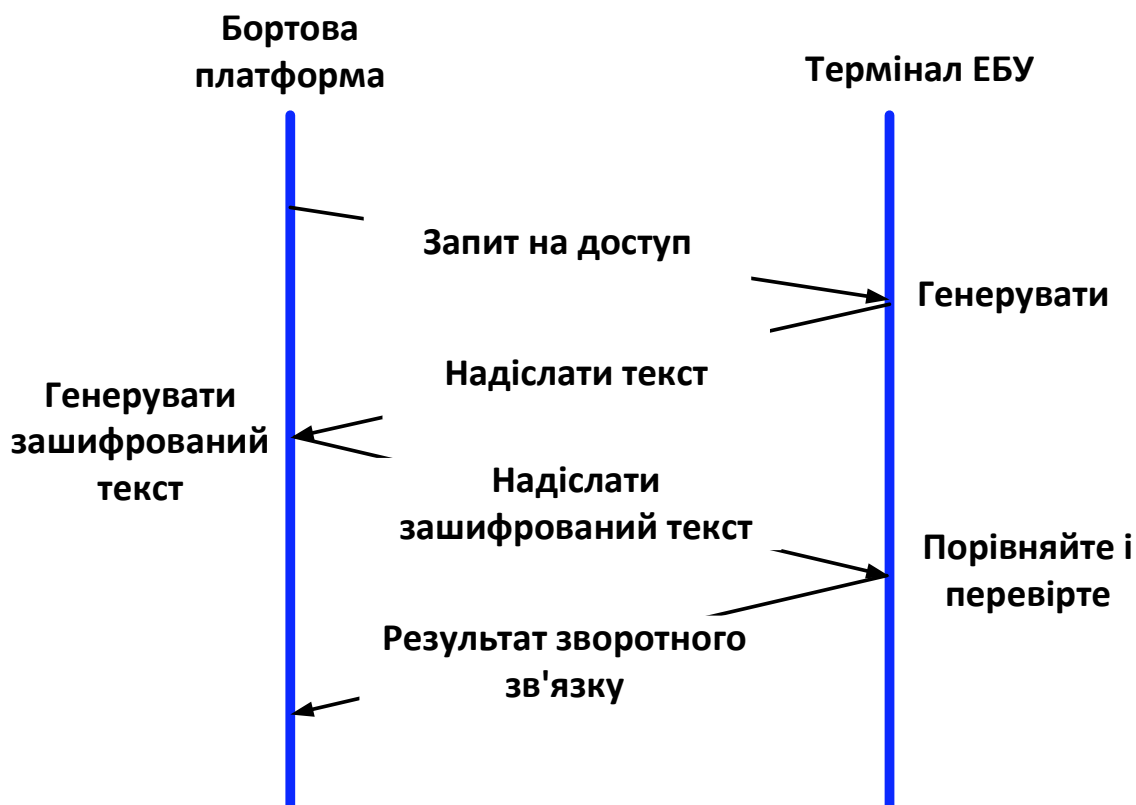 Бортова
платформа
Термінал ЕБУ
Запит на доступ
Генерувати
Надіслати текст
Генерувати
зашифрований
текст
Надіслати
зашифрований текст
Порівняйте і
перевірте
Результат зворотного
зв'язку